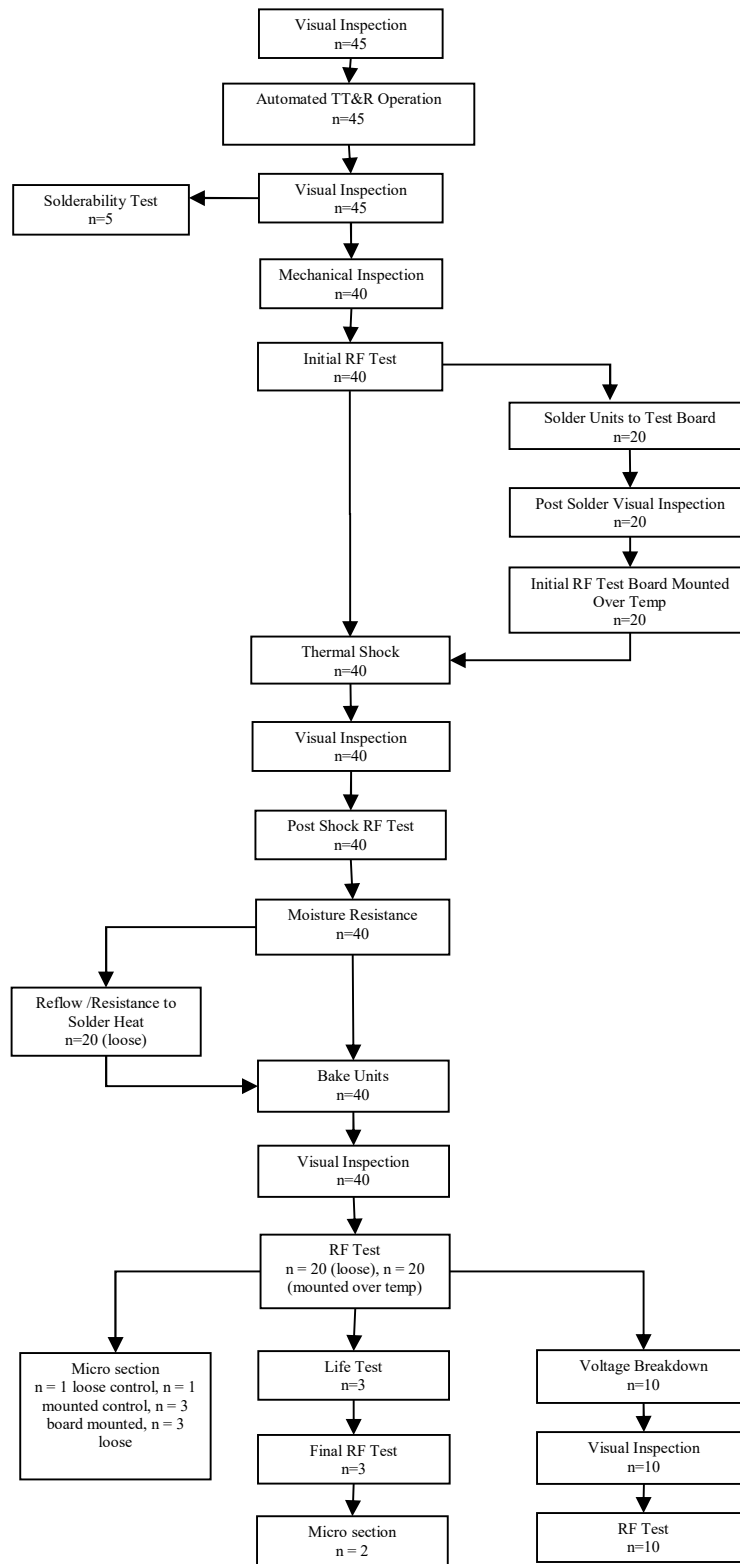 Visual Inspection
n=45
Automated TT&R Operation
n=45
Solderability Test
n=5
Visual Inspection
n=45
Mechanical Inspection
n=40
Initial RF Test
n=40
Solder Units to Test Board
n=20
Post Solder Visual Inspection
n=20
Initial RF Test Board Mounted
Over Temp
n=20
Thermal Shock
n=40
Visual Inspection
n=40
Post Shock RF Test
n=40
Moisture Resistance
n=40
Reflow /Resistance to
Solder Heat
n=20 (loose)
Bake Units
n=40
Visual Inspection
n=40
RF Test
n = 20 (loose), n = 20
(mounted over temp)
Micro section
n = 1 loose control, n = 1
mounted control, n = 3
board mounted, n = 3
loose
Life Test
n=3
Voltage Breakdown
n=10
Final RF Test
n=3
Visual Inspection
n=10
Micro section
n = 2
RF Test
n=10